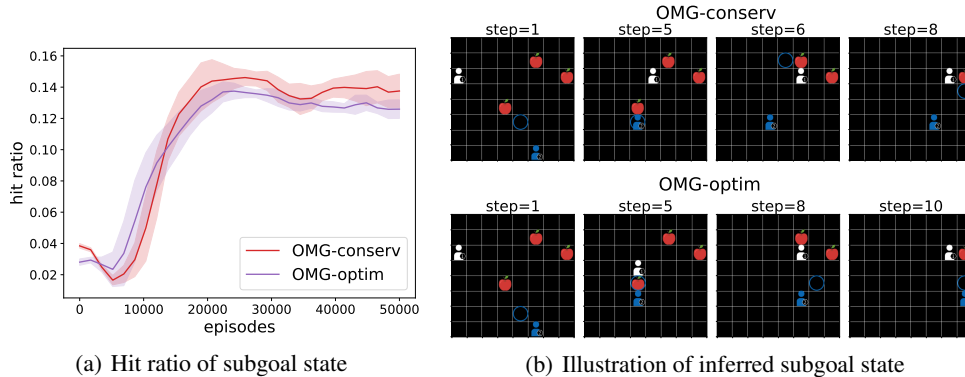 0.16
0.14
0.12
0.10
0.08
0.06
0.04
0.02
hit ratio
OMG-conserv
OMG-optim
0
10000
20000
30000
40000
50000
episodes
(a) Hit ratio of subgoal state
OMG-conserv
step=1
step=5
step=6
step=8
OMG-optim
step=1
step=5
step=8
step=10
(b) Illustration of inferred subgoal state